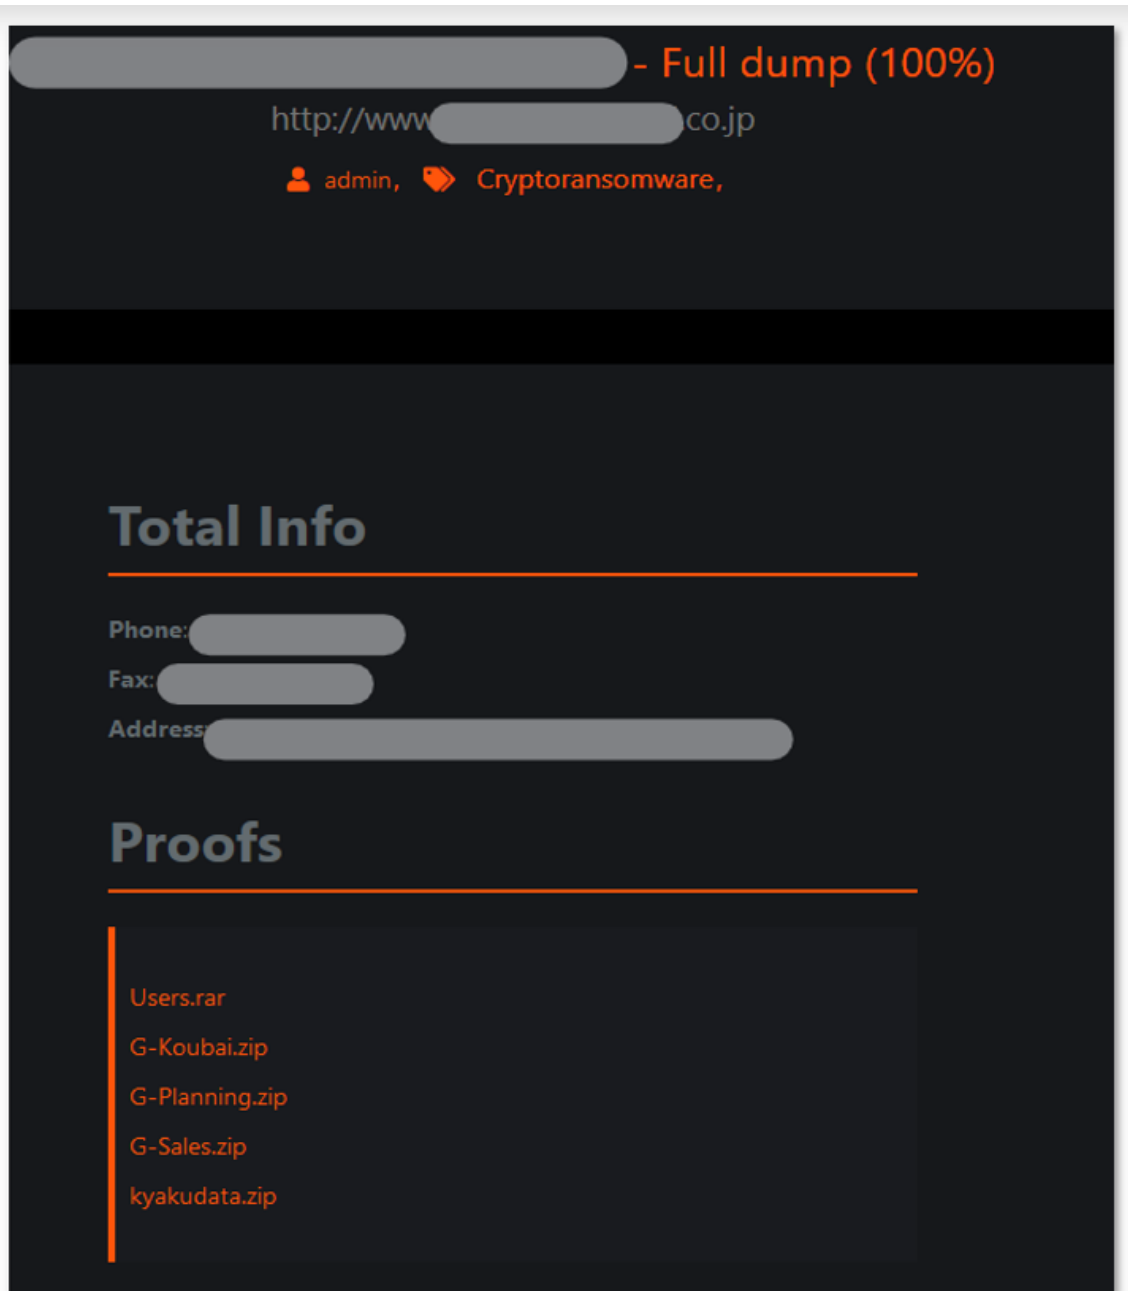 - Full dump (100%)
http://www co.jp
admin, Cryptoransomware,
Total Info
Phone:
Fax:
Address:
Proofs
Users.rar
G-Koubai.zip
G-Planning.zip
G-Sales.zip
kyakudata.zip